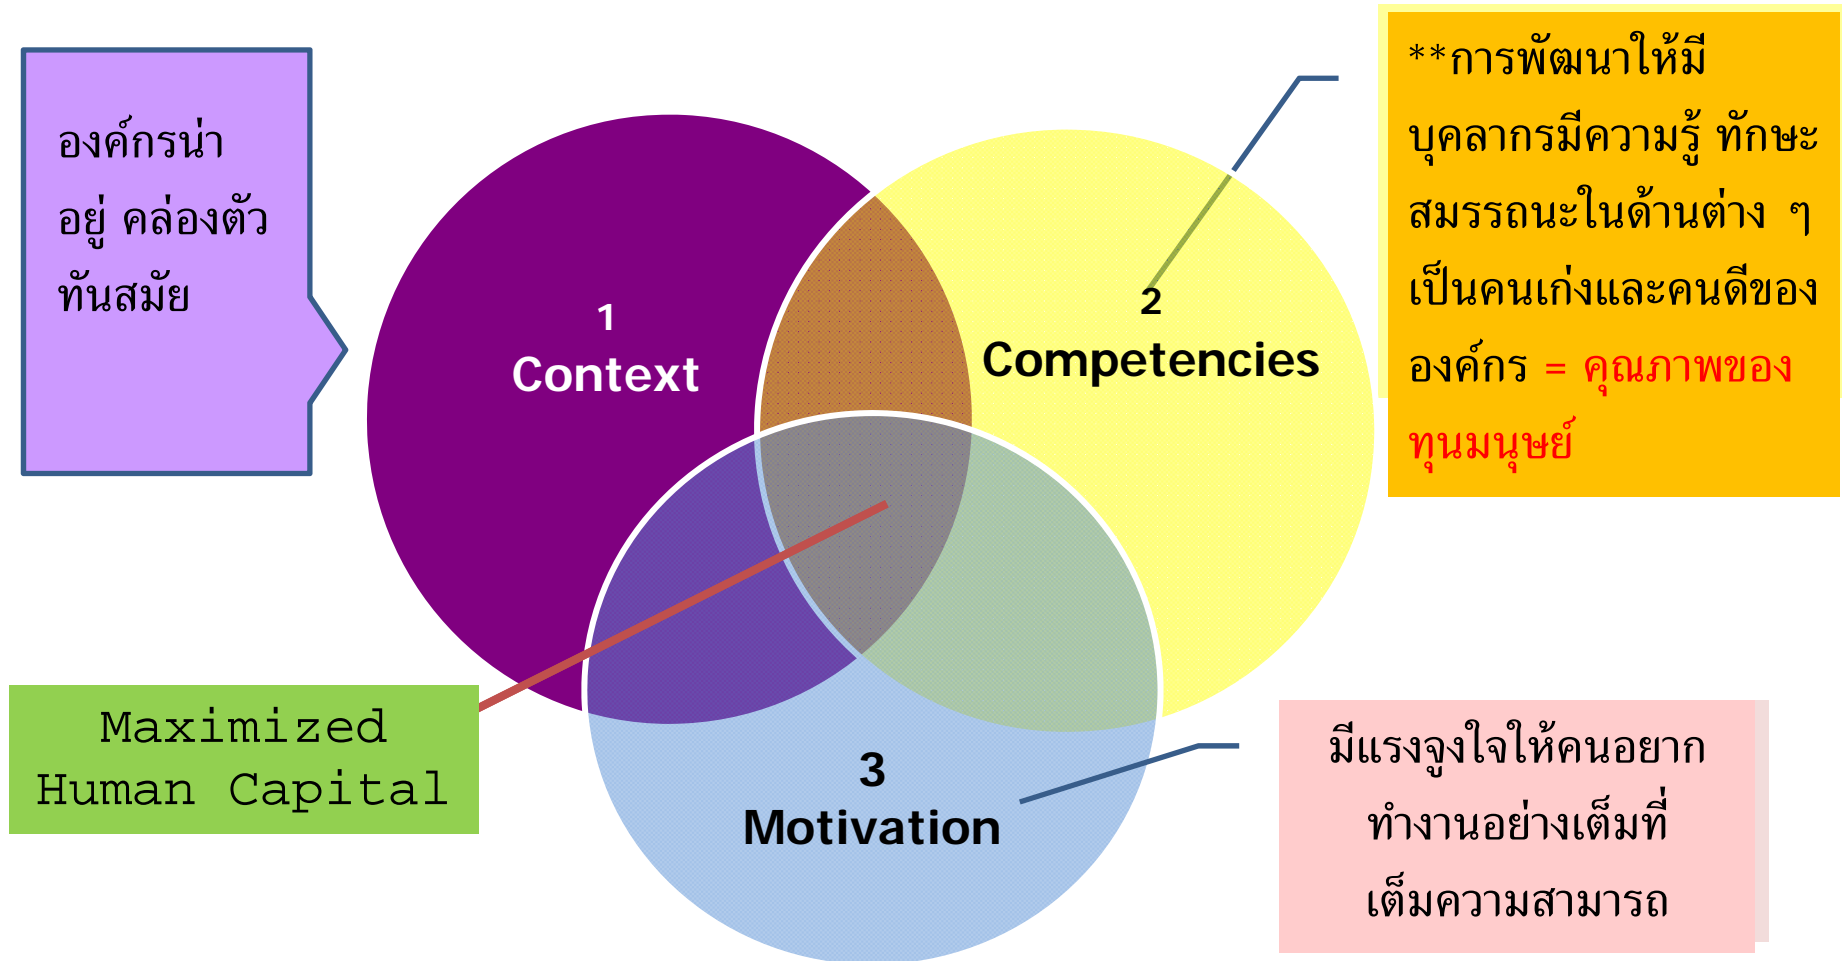 องค์กรน่า
อยู่ คล่องตัว
ทันสมัย
1
Context
2
Competencies
**การพัฒนาให้มี
บุคลากรมีความรู้ ทักษะ
สมรรถนะในด้านต่าง ๆ
เป็นคนเก่งและคนดีของ
องค์กร = คุณภาพของ
ทุนมนุษย์
Maximized
Human Capital
3
Motivation
มีแรงจูงใจให้คนอยาก
ทำงานอย่างเต็มที่
เต็มความสามารถ